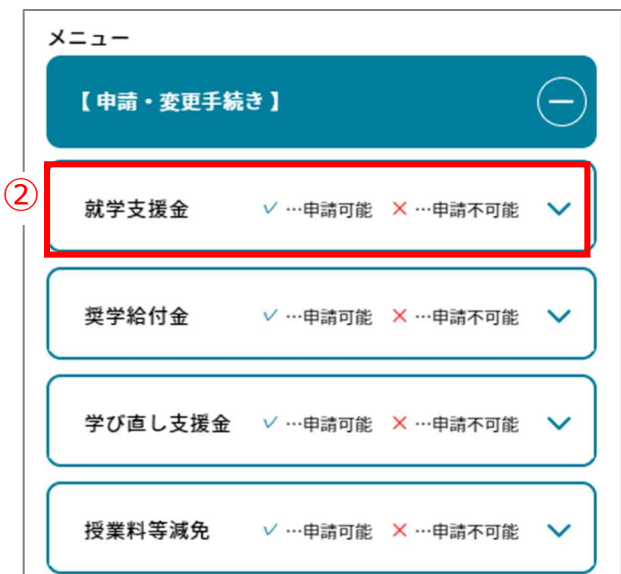 メニュー
【 申請・変更手続き 】
②
就学支援金 ✓ …申請可能 × …申請不可能
奨学給付金 ✓ …申請可能 × …申請不可能
学び直し支援金 ✓ …申請可能 × …申請不可能
授業料等減免 ✓ …申請可能 × …申請不可能